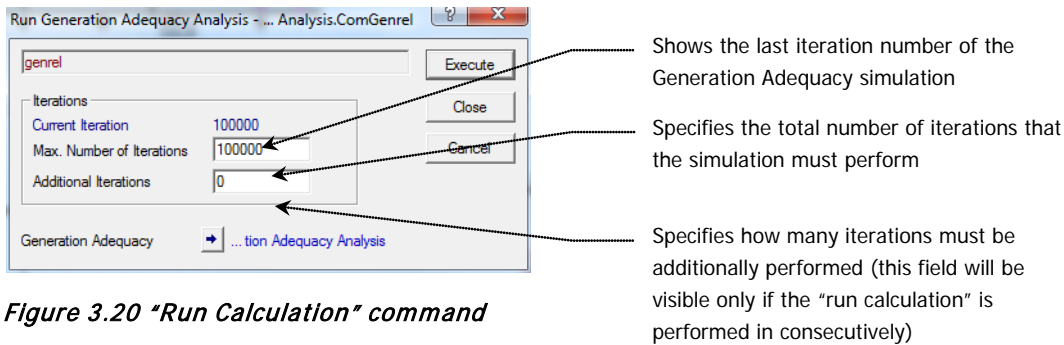 Run Generation Adequacy Analysis - ... Analysis.ComGenrel
genrel
Execute
Close
Cancel
Iterations
Current Iteration 100000
Max. Number of Iterations 100000
Additional Iterations 0
Generation Adequacy ... tion Adequacy Analysis
Shows the last iteration number of the
Generation Adequacy simulation
Specifies the total number of iterations that
the simulation must perform
Specifies how many iterations must be
additionally performed (this field will be
visible only if the “run calculation” is
performed in consecutively)
Figure 3.20 “Run Calculation” command